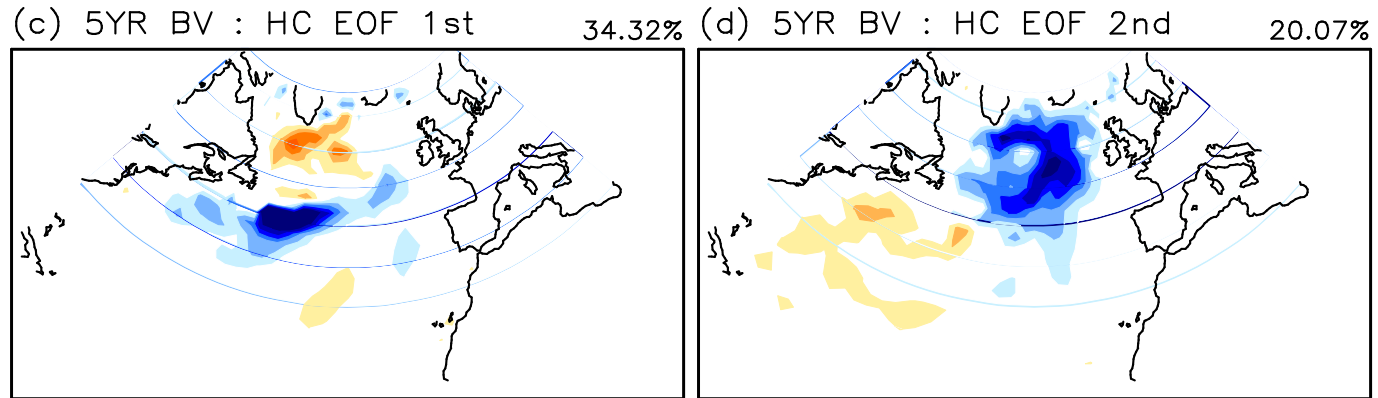 (c) 5YR BV : HC EOF 1st 34.32%
(d) 5YR BV : HC EOF 2nd 20.07%